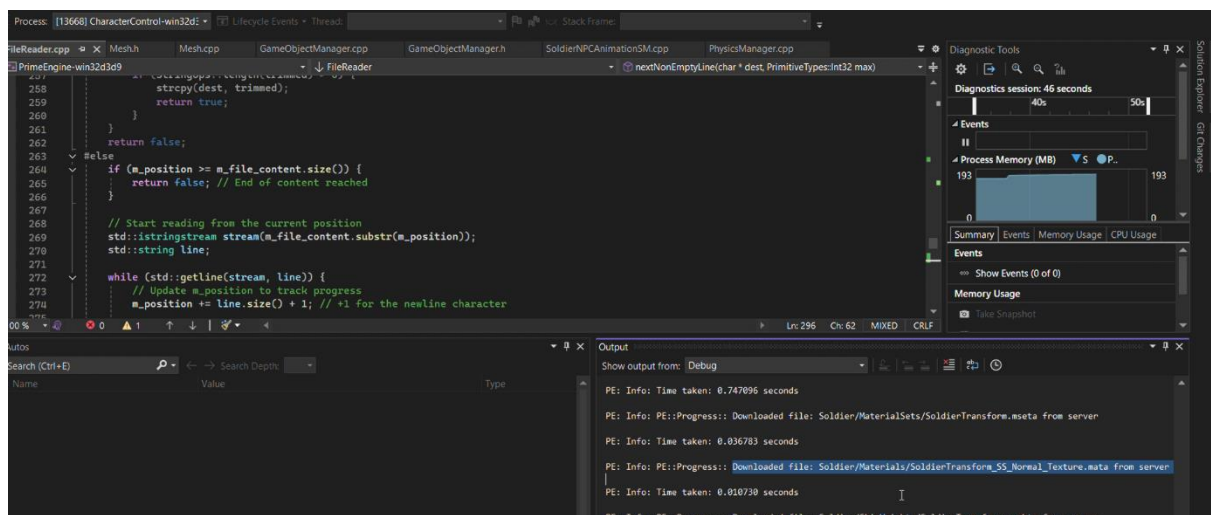 Process: [13668] CharacterControl-win32d3 Lifecycle Events Thread: Stack Frame:
FileReader.cpp Mesh.h Mesh.cpp GameObjectManager.cpp GameObjectManager.h SoldierNPCAnimationSM.cpp PhysicsManager.cpp
PrimeEngine-win32d3d9 FileReader nextNonEmptyLine(char * dest, PrimitiveTypes::Int32 max)
258 strcpy(dest, trimmed);
259 return true;
260 }
261 }
262 return false;
263 #else
264 if (m_position >= m_file_content.size()) {
265 return false; // End of content reached
266 }
267
268 // Start reading from the current position
269 std::istringstream stream(m_file_content.substr(m_position));
270 std::string line;
271
272 while (std::getline(stream, line)) {
273 // Update m_position to track progress
274 m_position += line.size() + 1; // +1 for the newline character
00 % 0 1 Ln: 296 Ch: 62 MIXED CRLF
Diagnostic Tools
Diagnostics session: 46 seconds
40s 50s
Events
Process Memory (MB) S P..
193 193
0 0
Summary Events Memory Usage CPU Usage
Events
Show Events (0 of 0)
Memory Usage
Take Snapshot
Solution Explorer
Git Changes
Autos
Search (Ctrl+E) Search Depth:
Name Value Type
Output
Show output from: Debug
PE: Info: Time taken: 0.747096 seconds
PE: Info: PE::Progress:: Downloaded file: Soldier/MaterialSets/SoldierTransform.mseta from server
PE: Info: Time taken: 0.036783 seconds
PE: Info: PE::Progress:: Downloaded file: Soldier/Materials/SoldierTransform_SS_Normal_Texture.mata from server
PE: Info: Time taken: 0.010730 seconds